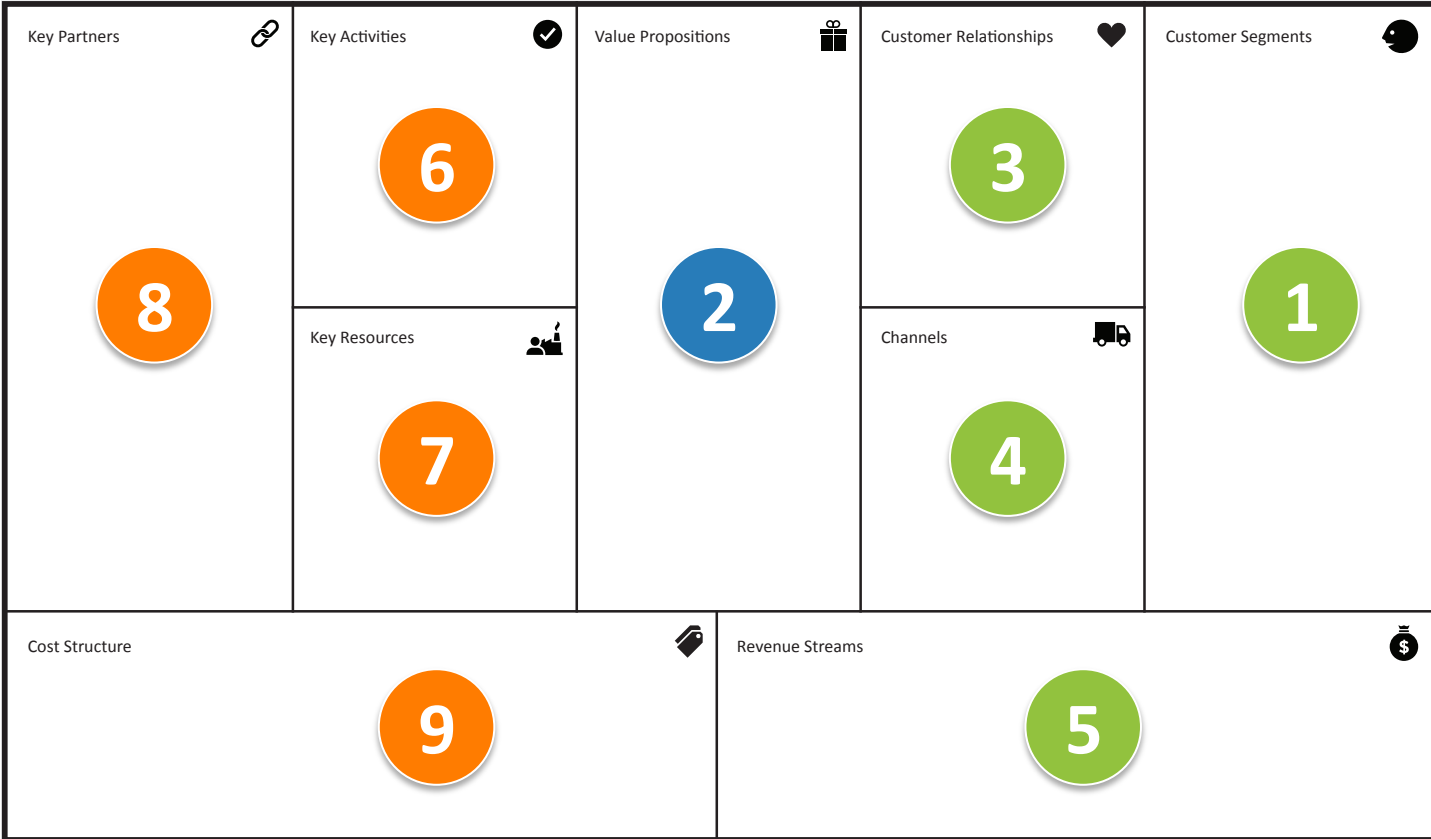 Key Partners
8
Key Activities
6
Key Resources
7
Value Propositions
2
Customer Relationships
3
Channels
4
Customer Segments
1
Cost Structure
9
Revenue Streams
$
5